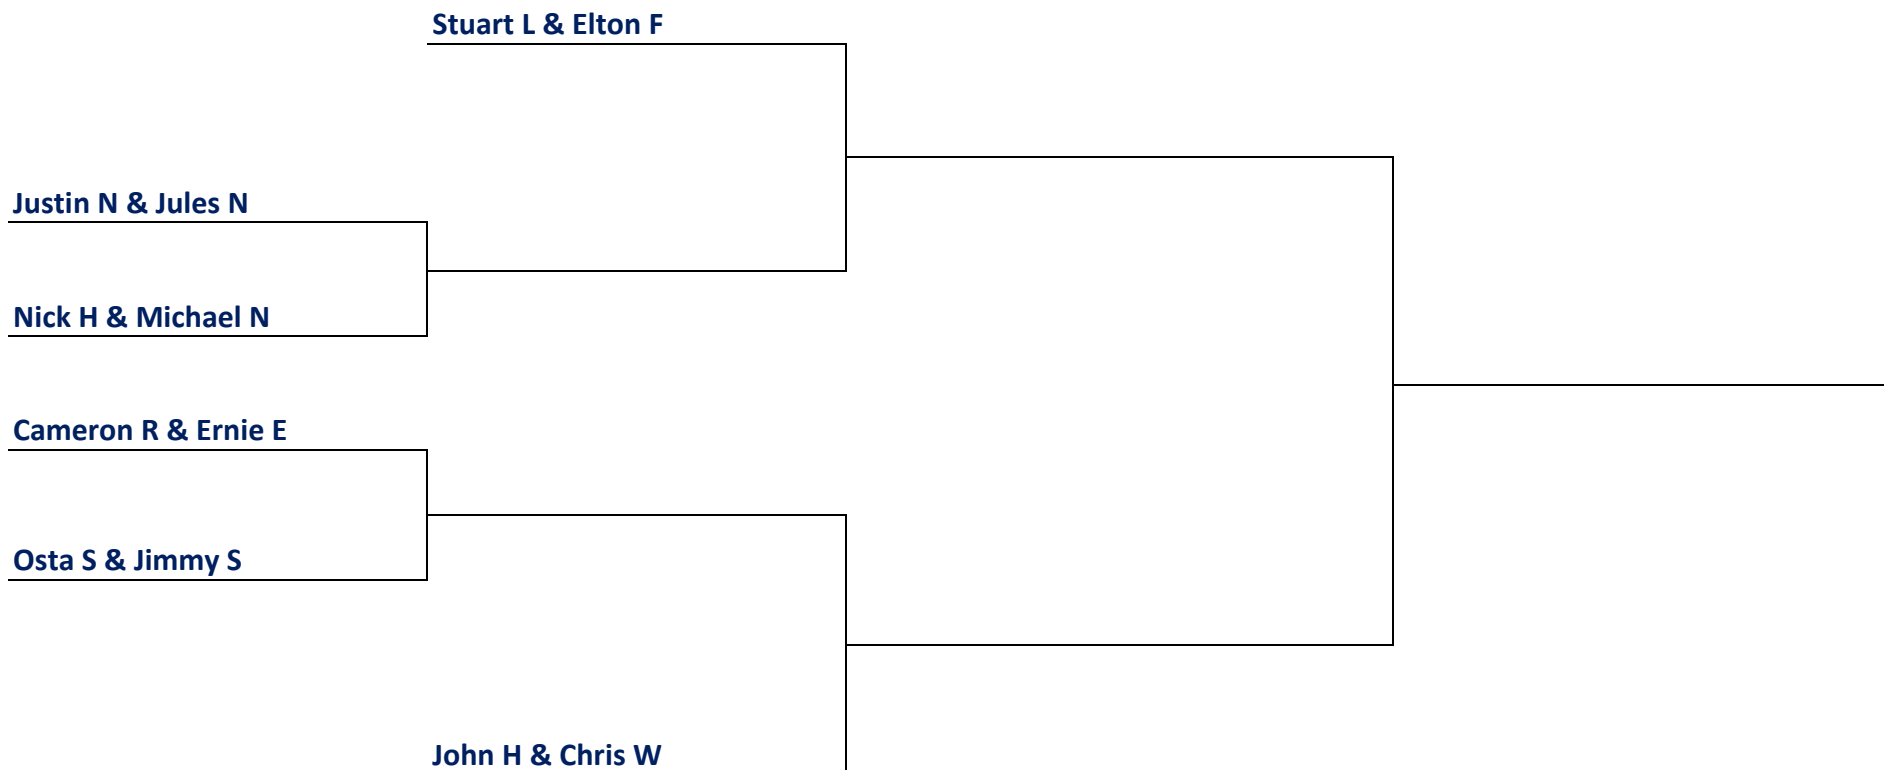 Stuart L & Elton F
Justin N & Jules N
Nick H & Michael N
Cameron R & Ernie E
Osta S & Jimmy S
John H & Chris W